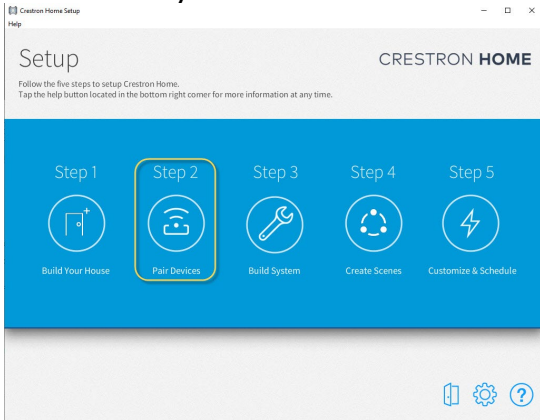 Crestron Home Setup
Help
Setup
CRESTRON HOME
Follow the five steps to setup Crestron Home.
Tap the help button located in the bottom right corner for more information at any time.
Step 1
Step 2
Step 3
Step 4
Step 5
Build Your House
Pair Devices
Build System
Create Scenes
Customize & Schedule
?